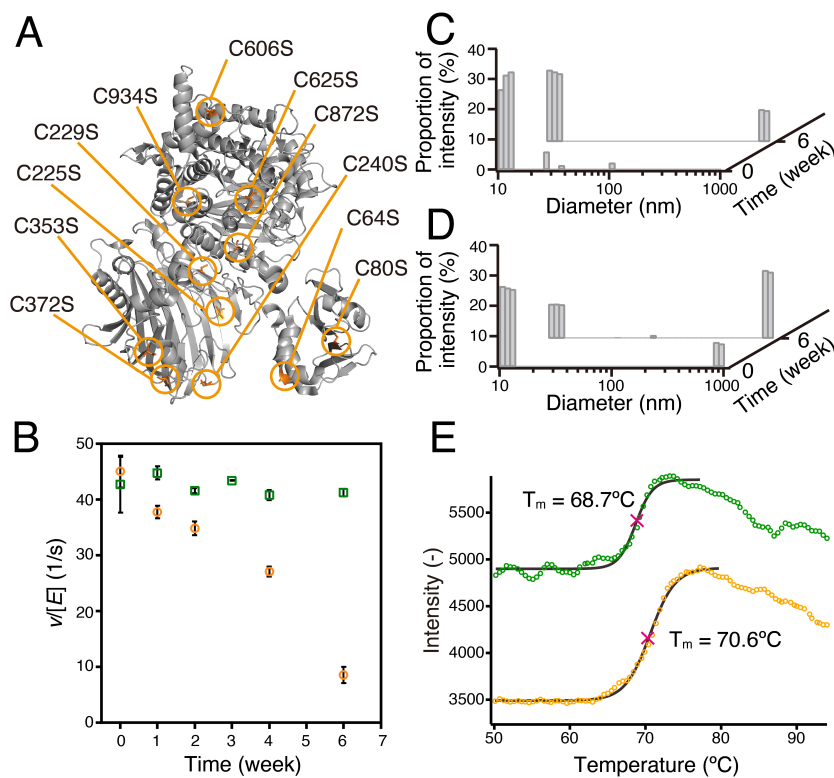 A
C606S
C625S
C934S
C872S
C229S
C240S
C225S
C64S
C353S
C80S
C372S
B
50
40
30
20
10
0
v/[E] (1/s)
0 1 2 3 4 5 6 7
Time (week)
C
Proportion of
intensity (%)
40
30
20
10
0
10 100 1000
Diameter (nm)
0
6
Time (week)
D
Proportion of
intensity (%)
40
30
20
10
0
10 100 1000
Diameter (nm)
0
6
Time (week)
E
Tm = 68.7ºC
Tm = 70.6ºC
5500
5000
4500
4000
3500
Intensity (-)
50 60 70 80 90
Temperature (ºC)